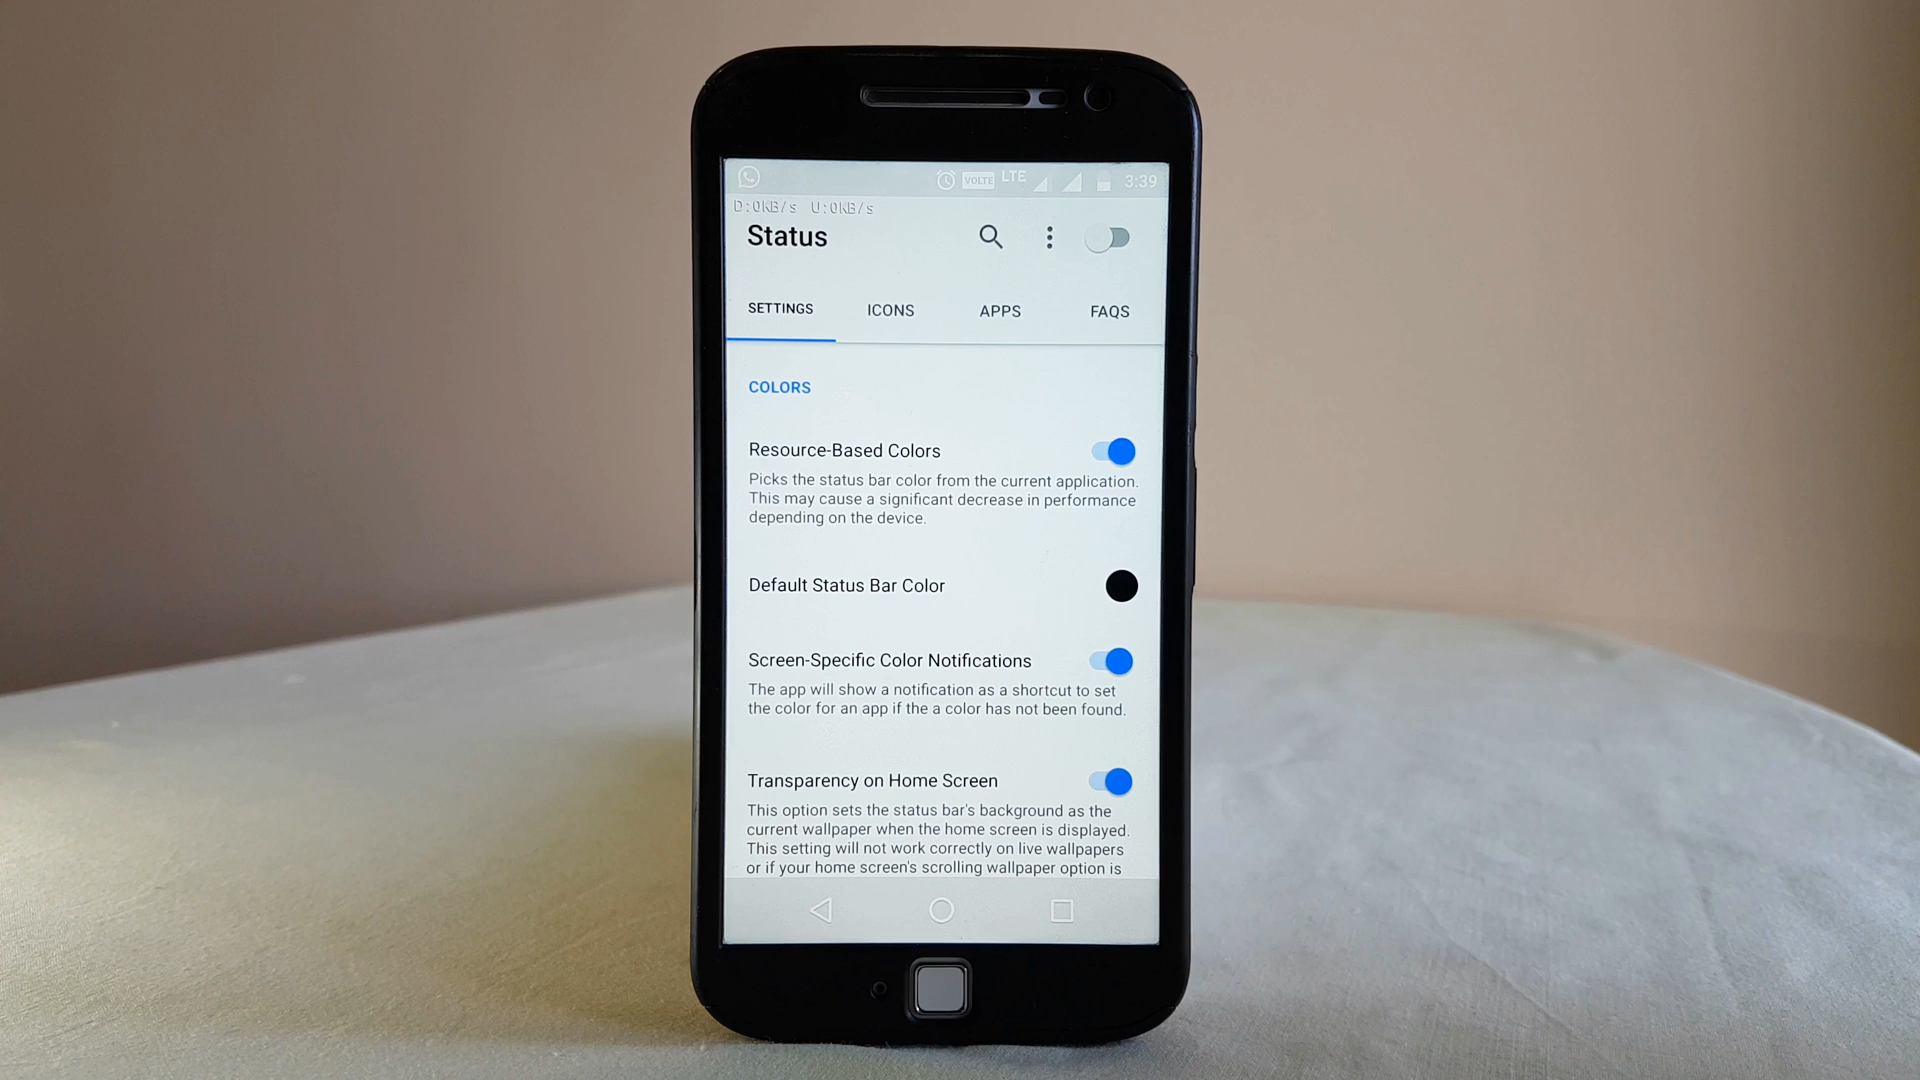 VOLTE LTE 3:39
D:0KB/s U:0KB/s
Status
SETTINGS ICONS APPS FAQS
COLORS
Resource-Based Colors
Picks the status bar color from the current application.
This may cause a significant decrease in performance
depending on the device.
Default Status Bar Color
Screen-Specific Color Notifications
The app will show a notification as a shortcut to set
the color for an app if the a color has not been found.
Transparency on Home Screen
This option sets the status bar's background as the
current wallpaper when the home screen is displayed.
This setting will not work correctly on live wallpapers
or if your home screen's scrolling wallpaper option is